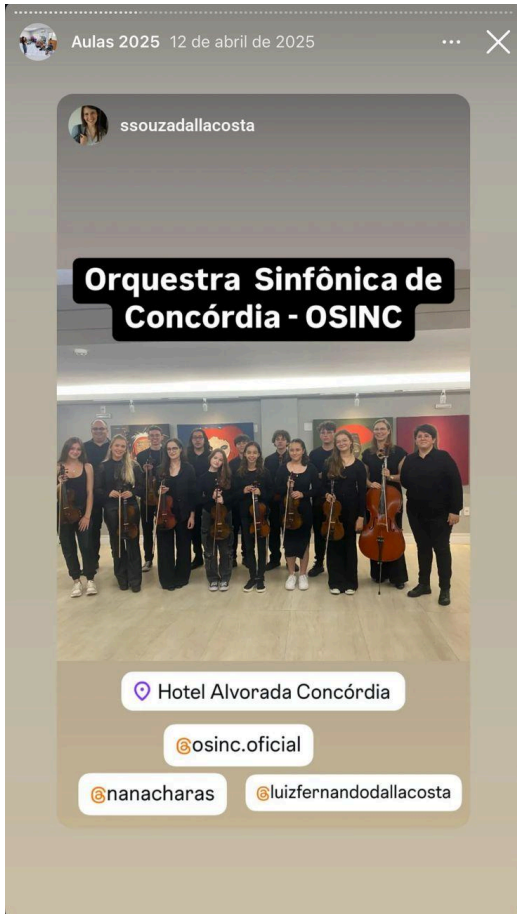 Aulas 2025 12 de abril de 2025
ssouzadallacosta
Orquestra Sinfônica de
Concórdia - OSINC
Hotel Alvorada Concórdia
@osinc.oficial
@nanacharas
@luizfernandodallacosta